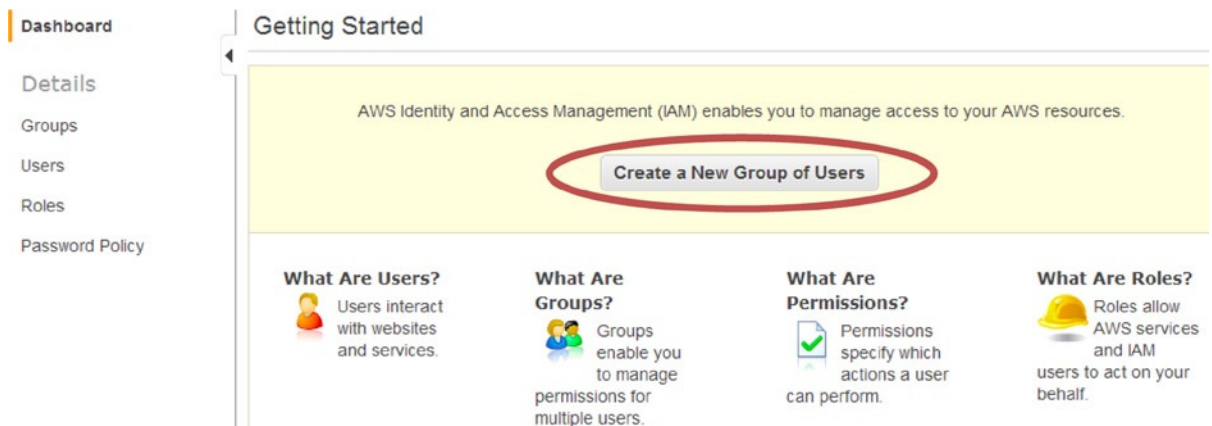 Dashboard
Details
Groups
Users
Roles
Password Policy
Getting Started
AWS Identity and Access Management (IAM) enables you to manage access to your AWS resources.
Create a New Group of Users
What Are Users?
Users interact
with websites
and services.
What Are
Groups?
Groups
enable you
to manage
permissions for
multiple users.
What Are
Permissions?
Permissions
specify which
actions a user
can perform.
What Are Roles?
Roles allow
AWS services
and IAM
users to act on your
behalf.